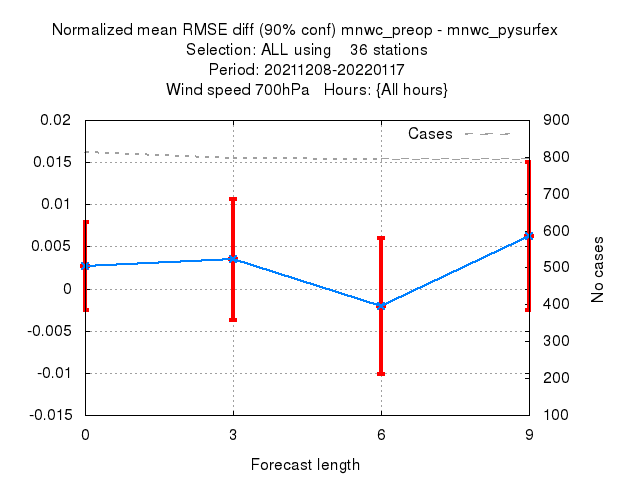 Normalized mean RMSE diff (90% conf) mnwc_preop - mnwc_pysurfex
Selection: ALL using    36 stations
Period: 20211208-20220117
Wind speed 700hPa   Hours: {All hours}
0.02
0.015
0.01
0.005
0
-0.005
-0.01
-0.015
Cases
900
800
700
600
500
400
300
200
100
No cases
0 3 6 9
Forecast length